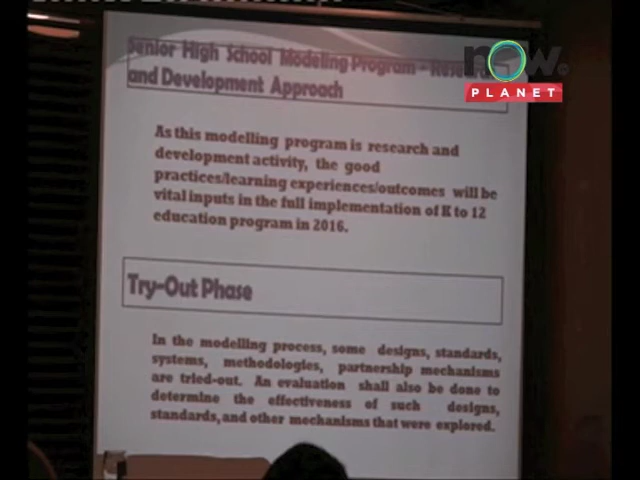 Senior High School Modeling Program - Research
and Development Approach
now.
PLANET
As this modelling program is research and
development activity, the good
practices/learning experiences/outcomes will be
vital inputs in the full implementation of K to 12
education program in 2016.
Try-Out Phase
In the modelling process, some designs, standards,
systems, methodologies, partnership mechanisms
are tried-out. An evaluation shall also be done to
determine the effectiveness of such designs,
standards, and other mechanisms that were explored.